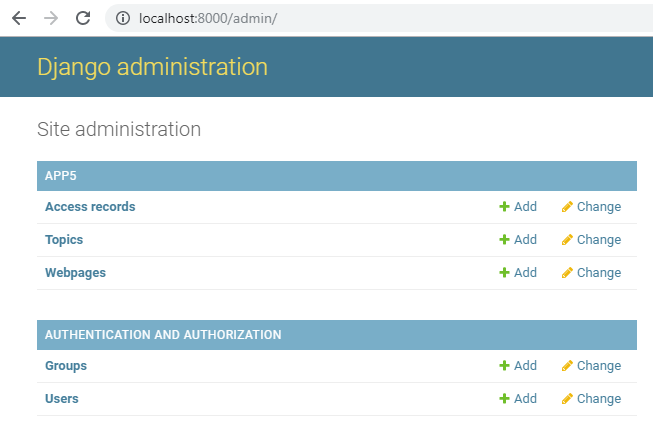 localhost:8000/admin/
Django administration
Site administration
APP5
Access records Add Change
Topics Add Change
Webpages Add Change
AUTHENTICATION AND AUTHORIZATION
Groups Add Change
Users Add Change